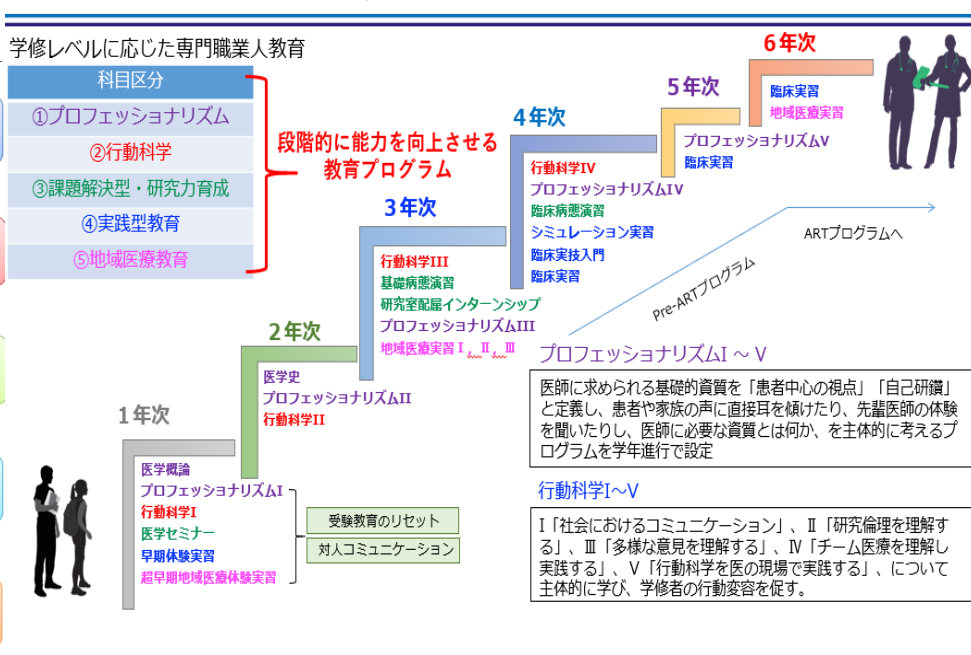 学修レベルに応じた専門職業人教育
科目区分
①プロフェッショナリズム
②行動科学
③課題解決型・研究力育成
④実践型教育
⑤地域医療教育
段階的に能力を向上させる
教育プログラム
1年次
医学概論
プロフェッショナリズムI
行動科学I
医学セミナー
早期体験実習
超早期地域医療体験実習
受験教育のリセット
対人コミュニケーション
2年次
医学史
プロフェッショナリズムII
行動科学II
3年次
行動科学III
基礎病態演習
研究室配属インターンシップ
プロフェッショナリズムIII
地域医療実習Ⅰ,Ⅱ,Ⅲ
4年次
行動科学IV
プロフェッショナリズムIV
臨床病態演習
シミュレーション実習
臨床実技入門
臨床実習
5年次
プロフェッショナリズムV
臨床実習
6年次
臨床実習
地域医療実習
Pre-ARTプログラム
ARTプログラムへ
プロフェッショナリズムI ～ V
医師に求められる基礎的資質を「患者中心の視点」「自己研鑽」
と定義し、患者や家族の声に直接耳を傾けたり、先輩医師の体験
を聞いたりし、医師に必要な資質とは何か、を主体的に考えるプ
ログラムを学年進行で設定
行動科学I～V
I「社会におけるコミュニケーション」、Ⅱ「研究倫理を理解す
る」、Ⅲ「多様な意見を理解する」、Ⅳ「チーム医療を理解し
実践する」、Ⅴ「行動科学を医の現場で実践する」、について
主体的に学び、学修者の行動変容を促す。